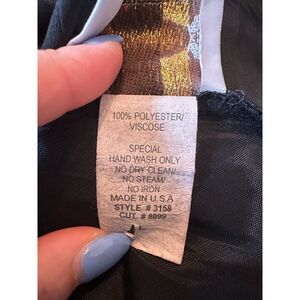 100% POLYESTER/
VISCOSE
SPECIAL
HAND WASH ONLY
NO DRY CLEAN/
NO STEAM/
NO IRON
MADE IN U.S.A
STYLE # 3158
CUT # 8099